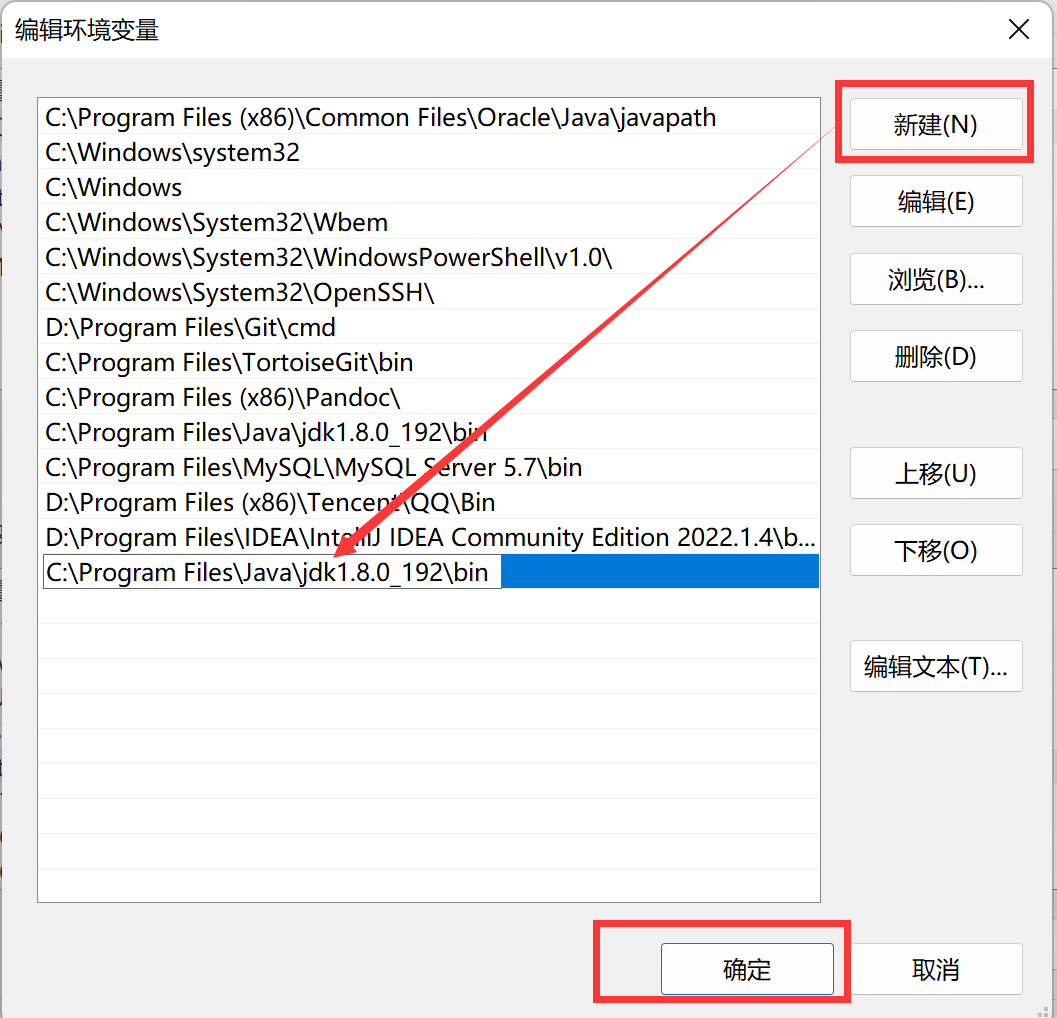 编辑环境变量
C:\Program Files (x86)\Common Files\Oracle\Java\javapath
C:\Windows\system32
C:\Windows
C:\Windows\System32\Wbem
C:\Windows\System32\WindowsPowerShell\v1.0\
C:\Windows\System32\OpenSSH\
D:\Program Files\Git\cmd
C:\Program Files\TortoiseGit\bin
C:\Program Files (x86)\Pandoc\
C:\Program Files\Java\jdk1.8.0_192\bin
C:\Program Files\MySQL\MySQL Server 5.7\bin
D:\Program Files (x86)\Tencent\QQ\Bin
D:\Program Files\IDEA\IntelliJ IDEA Community Edition 2022.1.4\b...
C:\Program Files\Java\jdk1.8.0_192\bin
新建(N)
编辑(E)
浏览(B)...
删除(D)
上移(U)
下移(O)
编辑文本(T)...
确定
取消